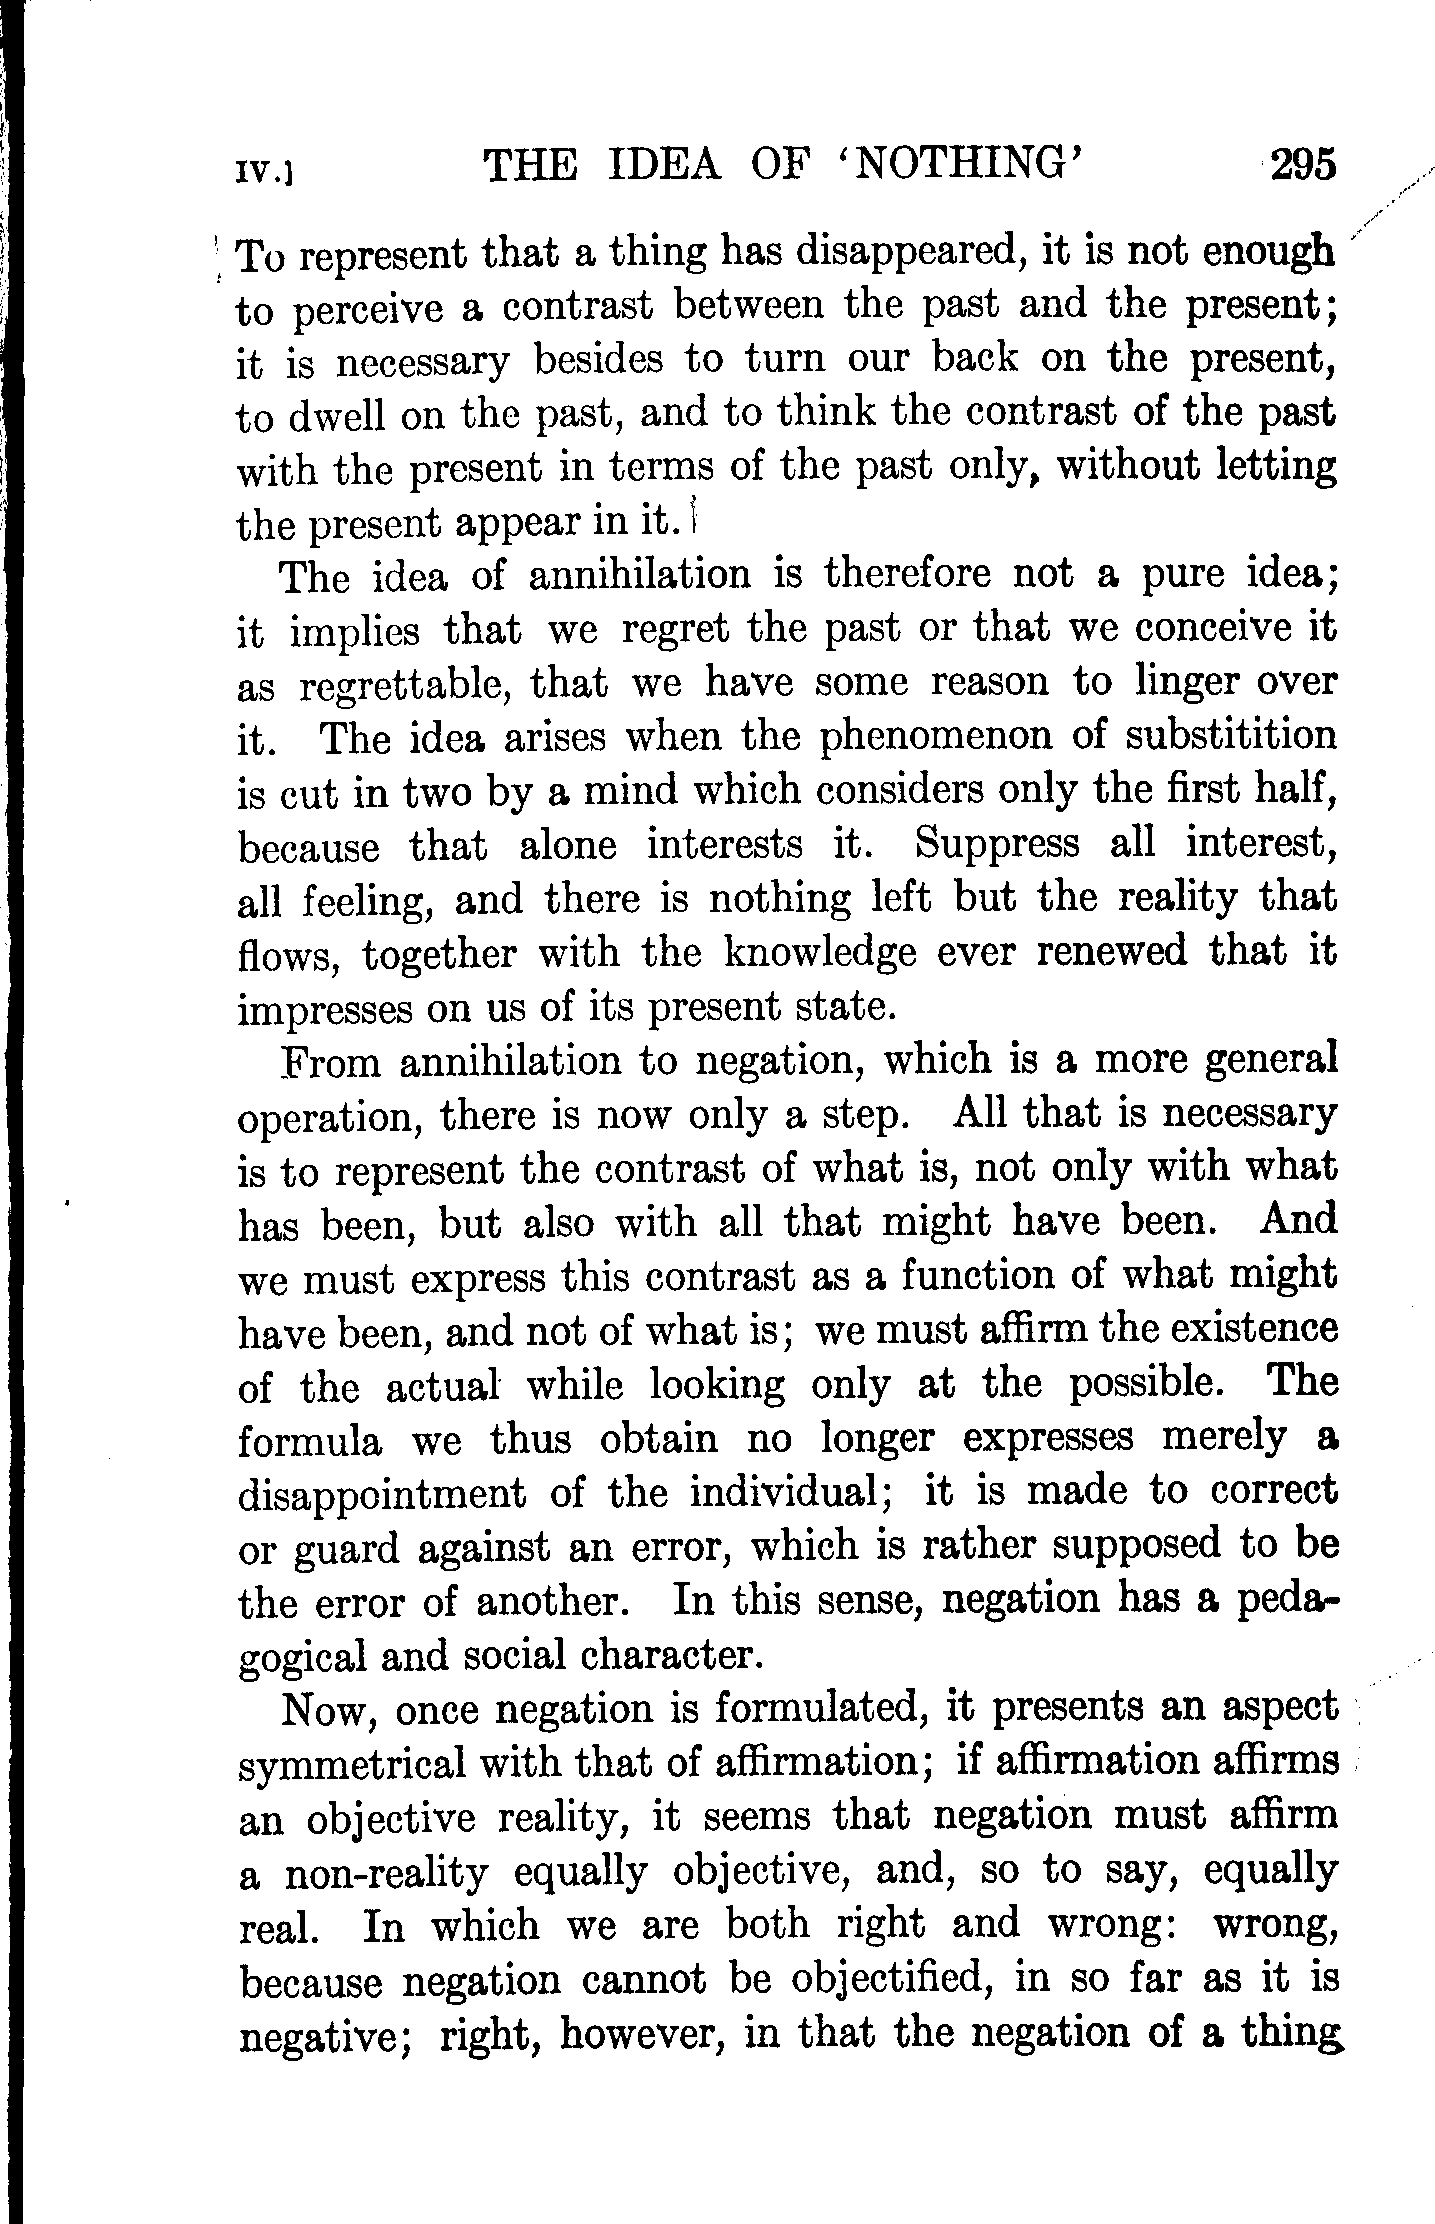 IV.] THE IDEA OF ‘NOTHING’ 295
To represent that a thing has disappeared, it is not enough
to perceive a contrast between the past and the present;
it is necessary besides to turn our back on the present,
to dwell on the past, and to think the contrast of the past
with the present in terms of the past only, without letting
the present appear in it.
The idea of annihilation is therefore not a pure idea;
it implies that we regret the past or that we conceive it
as regrettable, that we have some reason to linger over
it. The idea arises when the phenomenon of substitition
is cut in two by a mind which considers only the first half,
because that alone interests it. Suppress all interest,
all feeling, and there is nothing left but the reality that
flows, together with the knowledge ever renewed that it
impresses on us of its present state.
From annihilation to negation, which is a more general
operation, there is now only a step. All that is necessary
is to represent the contrast of what is, not only with what
has been, but also with all that might have been. And
we must express this contrast as a function of what might
have been, and not of what is; we must affirm the existence
of the actual while looking only at the possible. The
formula we thus obtain no longer expresses merely a
disappointment of the individual; it is made to correct
or guard against an error, which is rather supposed to be
the error of another. In this sense, negation has a peda-
gogical and social character.
Now, once negation is formulated, it presents an aspect
symmetrical with that of affirmation; if affirmation affirms
an objective reality, it seems that negation must affirm
a non-reality equally objective, and, so to say, equally
real. In which we are both right and wrong: wrong,
because negation cannot be objectified, in so far as it is
negative; right, however, in that the negation of a thing